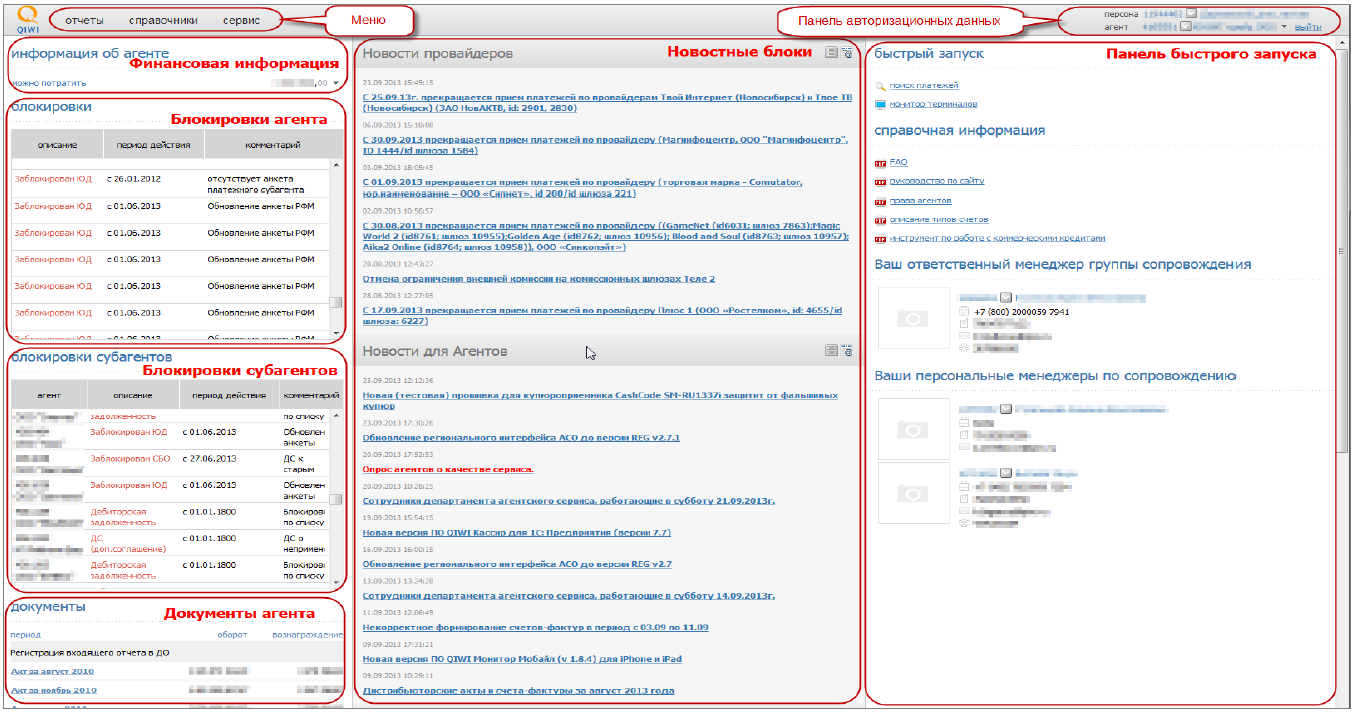 QIWI
отчеты справочники сервис
Меню
Панель авторизационных данных
персона
агент выйти
информация об агенте
Финансовая информация
можно потратить ,00
блокировки
Блокировки агента
описание период действия комментарий
Заблокирован ЮД с 26.01.2012 отсутствует анкета
платежного субагента
Заблокирован ЮД с 01.06.2013 Обновление анкеты РФМ
Заблокирован ЮД с 01.06.2013 Обновление анкеты РФМ
Заблокирован ЮД с 01.06.2013 Обновление анкеты РФМ
Заблокирован ЮД с 01.06.2013 Обновление анкеты РФМ
Заблокирован ЮД с 01.06.2013 Обновление анкеты РФМ
Заблокирован ЮД с 01.06.2013 Обновление анкеты РФМ
блокировки субагентов
Блокировки субагентов
агент описание период действия комментарий
задолженность по списку
Заблокирован ЮД с 01.06.2013 Обновлен
анкеты
Заблокирован СБО с 27.06.2013 ДС к
старым
Заблокирован ЮД с 01.06.2013 Обновлен
анкеты
Дебиторская с 01.01.1800 Блокирові
задолженность по списку
ДС с 01.01.1800 ДС о
(доп.соглашение) непримен
Дебиторская с 01.01.1800 Блокирові
задолженность по списку
документы
Документы агента
период оборот вознаграждение
Регистрация входящего отчета в ДО
Акт за август 2010
Акт за ноябрь 2010
Новости провайдеров
Новостные блоки
23.09.2013 15:49:15
С 25.09.13г. прекращается прием платежей по провайдерам Твой Интернет (Новосибирск) и Твое ТВ
(Новосибирск) (ЗАО НовАКТВ, id: 2901, 2830)
06.09.2013 15:18:08
С 30.09.2013 прекращается прием платежей по провайдеру (Магинфоцентр, ООО "Магинфоцентр",
ID 1444/id шлюза 1584)
03.09.2013 18:05:45
С 01.09.2013 прекращается прием платежей по провайдеру (торговая марка - Comutator,
юр.наименование – ООО «Силнет», id 200/id шлюза 221)
02.09.2013 10:56:57
С 30.08.2013 прекращается прием платежей по провайдеру ((GameNet (id6031; шлюз 7863);Magic
World 2 (id8761; шлюз 10955);Golden Age (id8762; шлюз 10956); Blood and Soul (id8763; шлюз 10957);
Aika2 Online (id8764; шлюз 10958)), ООО «Синкопэйт»)
28.08.2013 12:43:27
Отмена ограничения внешней комиссии на комиссионных шлюзах Теле 2
28.08.2013 12:27:05
С 17.09.2013 прекращается прием платежей Плюс 1 (ООО «Ростелком», id: 4655/id
шлюза: 6227)
Новости для Агентов
25.09.2013 12:12:36
Новая (тестовая) прошивка для купюроприемника CashCode SM-RU1337i защитит от фальшивых
купюр
23.09.2013 17:30:26
Обновление регионального интерфейса АСО до версии REG v2.7.1
20.09.2013 17:52:53
Опрос агентов о качестве сервиса.
20.09.2013 10:28:25
Сотрудники департамента агентского сервиса, работающие в субботу 21.09.2013г.
19.09.2013 15:54:15
Новая версия ПО QIWI Кассир для 1С: Предприятия (версии 7.7)
16.09.2013 16:00:15
Обновление регионального интерфейса АСО до версии REG v2.7
13.09.2013 13:24:28
Сотрудники департамента агентского сервиса, работающие в субботу 14.09.2013г.
11.09.2013 12:06:49
Некорректное формирование счетов-фактур в период с 03.09 по 11.09
09.09.2013 17:31:21
Новая версия ПО QIWI Монитор Мобайл (v 1.8.4) для iPhone и iPad
09.09.2013 10:29:11
Дистрибьюторские акты и счета-фактуры за август 2013 года
быстрый запуск
Панель быстрого запуска
поиск платежей
монитор терминалов
справочная информация
FAQ
руководство по сайту
права агентов
описание типов счетов
инструмент по работе с коммерческими кредитами
Ваш ответственный менеджер группы сопровождения
+7 (800) 2000059 7941
Ваши персональные менеджеры по сопровождению